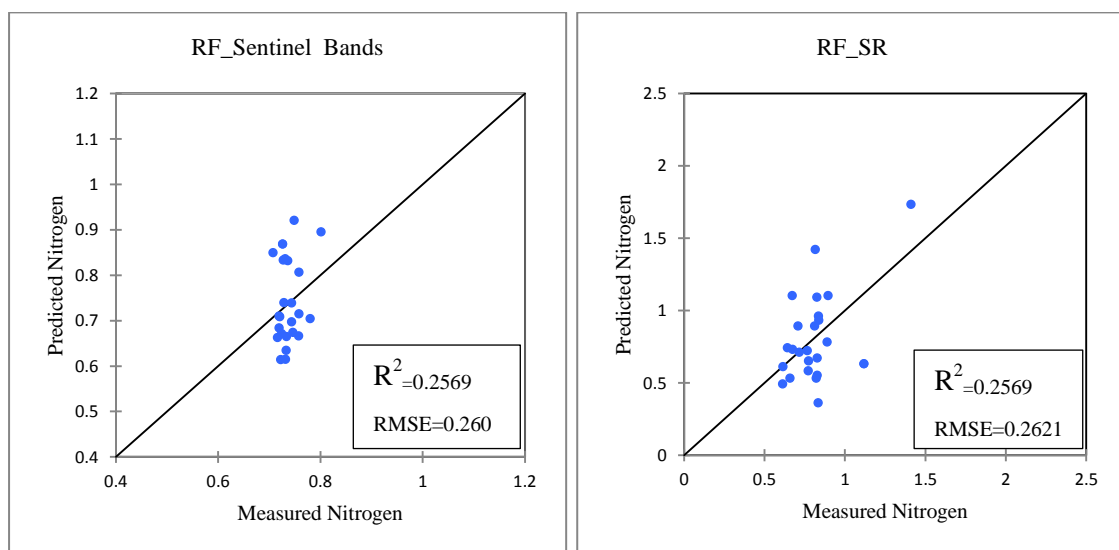 RF_Sentinel Bands
1.2
1.1
1
0.9
0.8
0.7
0.6
0.5
0.4
Predicted Nitrogen
R²=0.2569
RMSE=0.260
0.4 0.6 0.8 1 1.2
Measured Nitrogen
RF_SR
2.5
2
1.5
1
0.5
0
Predicted Nitrogen
R²=0.2569
RMSE=0.2621
0 0.5 1 1.5 2 2.5
Measured Nitrogen